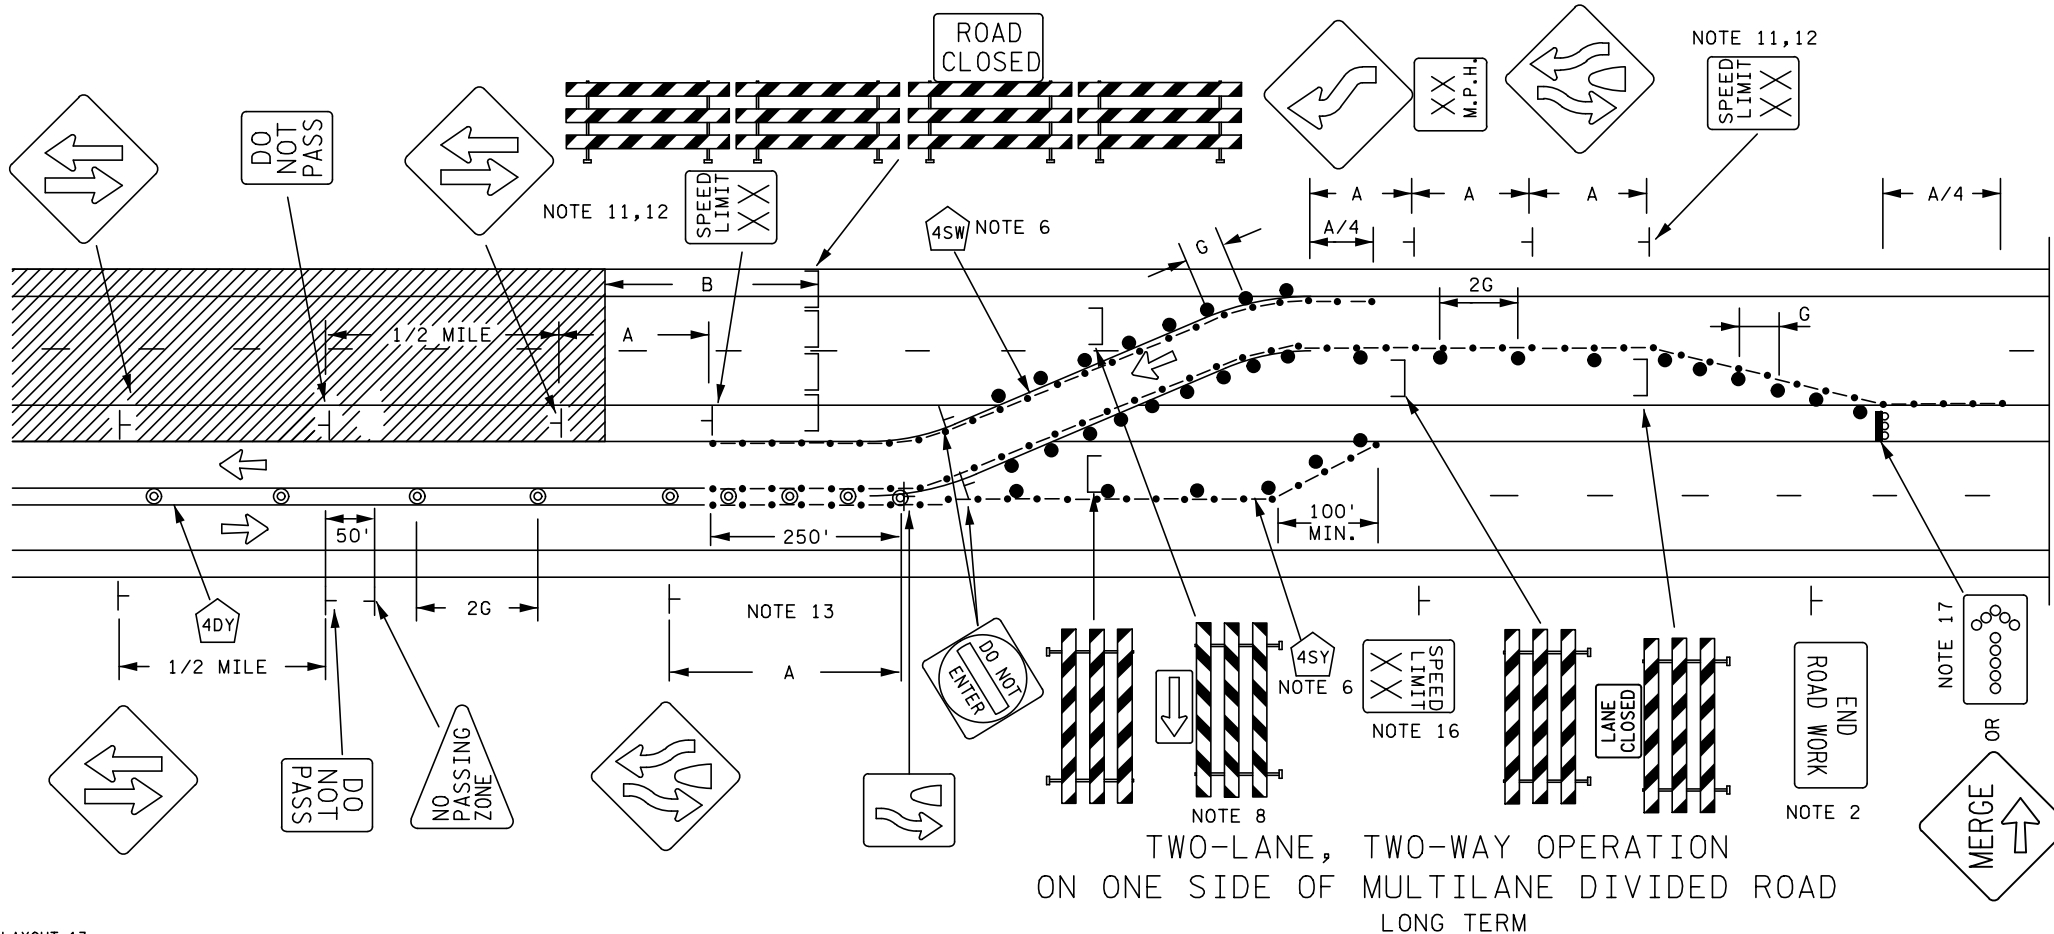 ROAD
CLOSED
NOTE 11,12
SPEED
LIMIT
XX
XX
M.P.H.
DO
NOT
PASS
NOTE 11,12
SPEED
LIMIT
XX
4SW
NOTE 6
G
A
A
A
A/4
A/4
B
2G
G
1/2 MILE
A
100'
MIN.
250'
50'
2G
NOTE 13
4DY
1/2 MILE
A
DO NOT
ENTER
4SY
NOTE 6
SPEED
LIMIT
XX
NOTE 16
LANE
CLOSED
END
ROAD WORK
NOTE 2
NOTE 17
OR
MERGE
DO
NOT
PASS
NO
PASSING
ZONE
NOTE 8
TWO-LANE, TWO-WAY OPERATION
ON ONE SIDE OF MULTILANE DIVIDED ROAD
LONG TERM